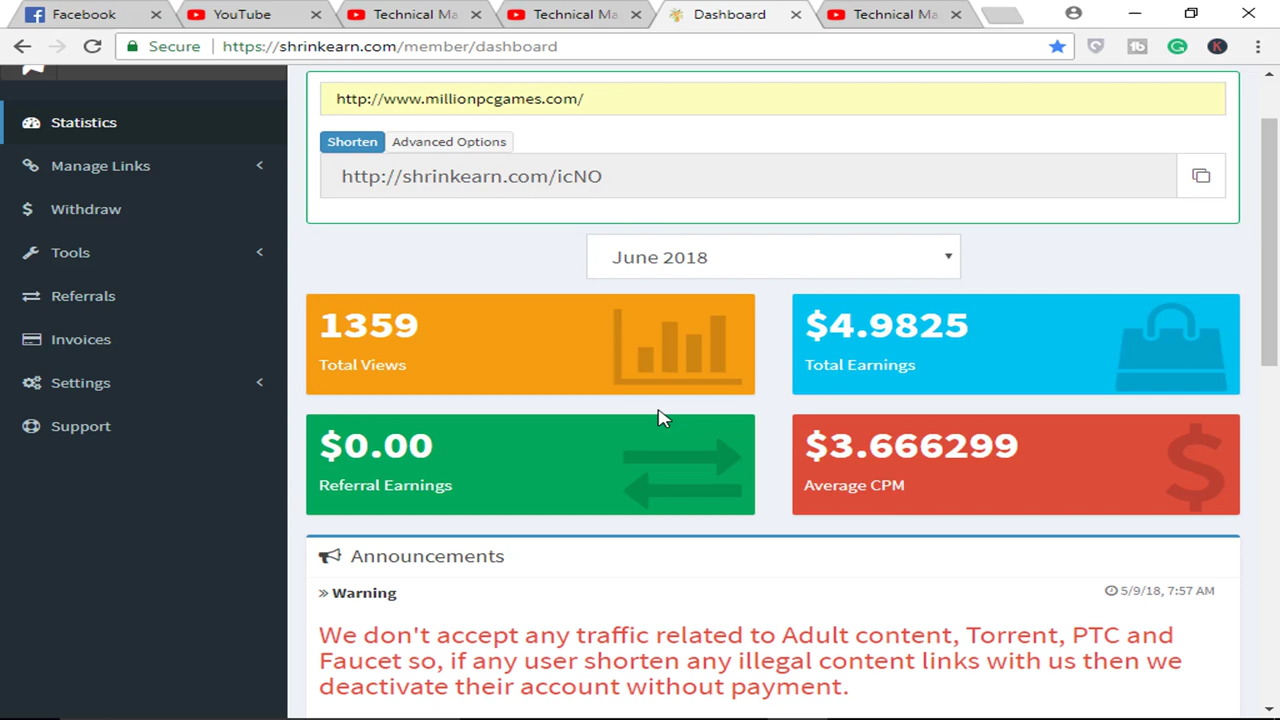 Facebook
YouTube
Technical Ma
Technical Ma
Dashboard
Technical Ma
Secure
https://shrinkearn.com/member/dashboard
Statistics
Manage Links
Withdraw
Tools
Referrals
Invoices
Settings
Support
http://www.millionpcgames.com/
Shorten Advanced Options
http://shrinkearn.com/icNO
June 2018
1359
Total Views
$4.9825
Total Earnings
$0.00
Referral Earnings
$3.666299
Average CPM
Announcements
» Warning
5/9/18, 7:57 AM
We don't accept any traffic related to Adult content, Torrent, PTC and
Faucet so, if any user shorten any illegal content links with us then we
deactivate their account without payment.